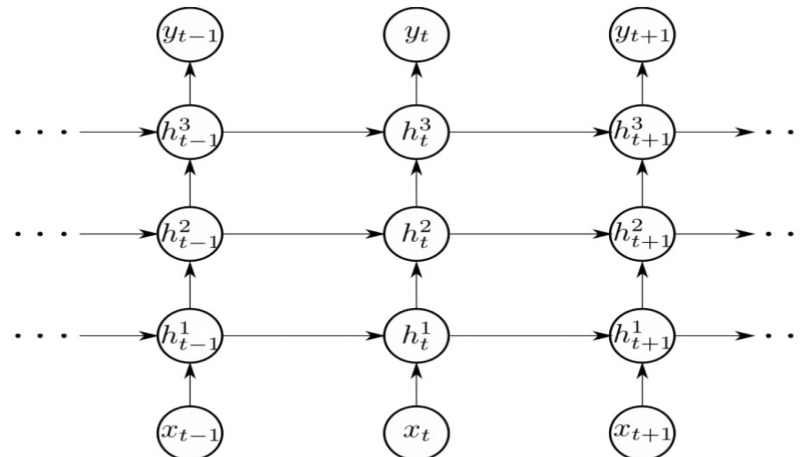 y_{t−1} y_t y_{t+1}
· · · h^3_{t−1} h^3_t h^3_{t+1} · ·
· · · h^2_{t−1} h^2_t h^2_{t+1} · ·
· · · h^1_{t−1} h^1_t h^1_{t+1} · ·
x_{t−1} x_t x_{t+1}